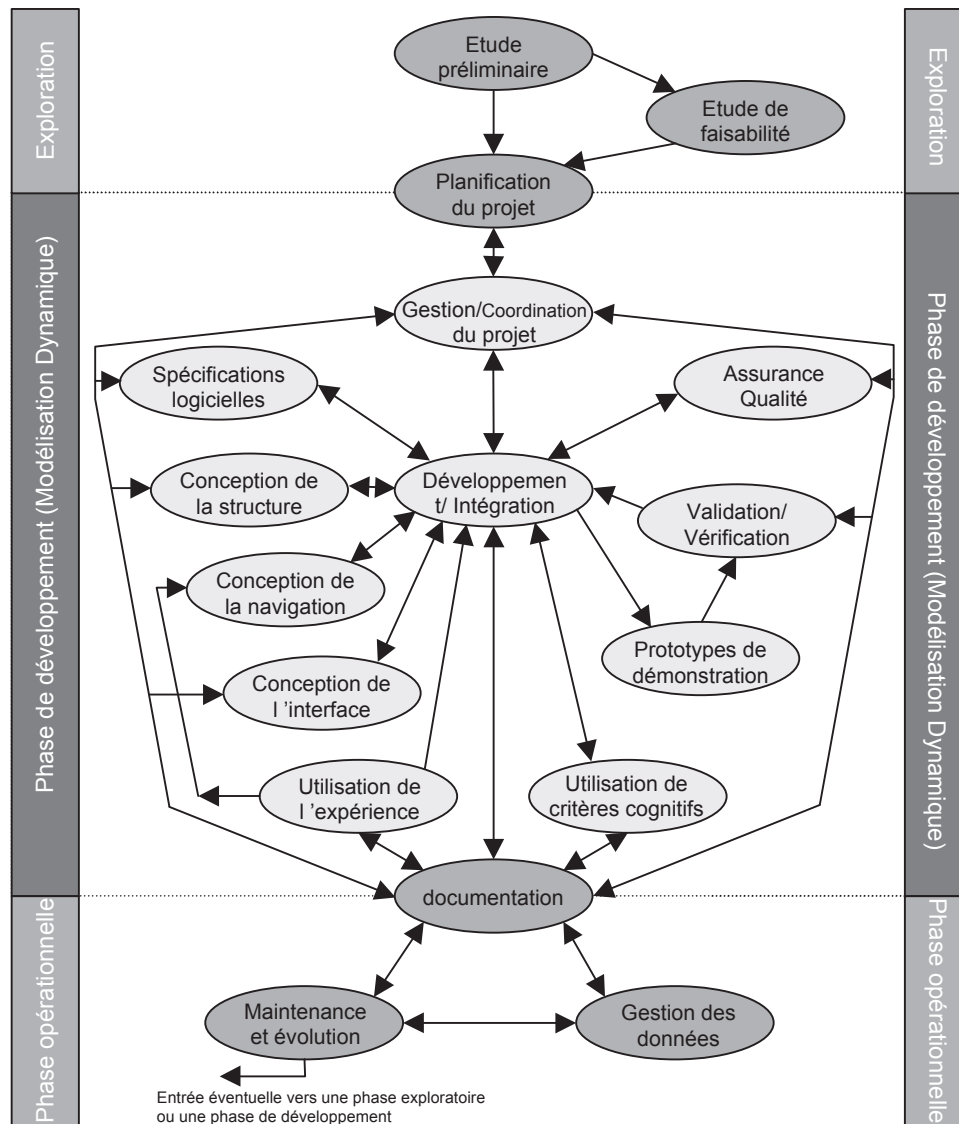 Exploration
Exploration
Etude
préliminaire
Etude de
faisabilité
Planification
du projet
Phase de développement (Modélisation Dynamique)
Phase de développement (Modélisation Dynamique)
Gestion/Coordination
du projet
Spécifications
logicielles
Assurance
Qualité
Conception de
la structure
Développemen
t/ Intégration
Validation/
Vérification
Conception de
la navigation
Prototypes de
démonstration
Conception de
l ’interface
Utilisation de
l ’expérience
Utilisation de
critères cognitifs
documentation
Phase opérationnelle
Phase opérationnelle
Maintenance
et évolution
Gestion des
données
Entrée éventuelle vers une phase exploratoire
ou une phase de développement